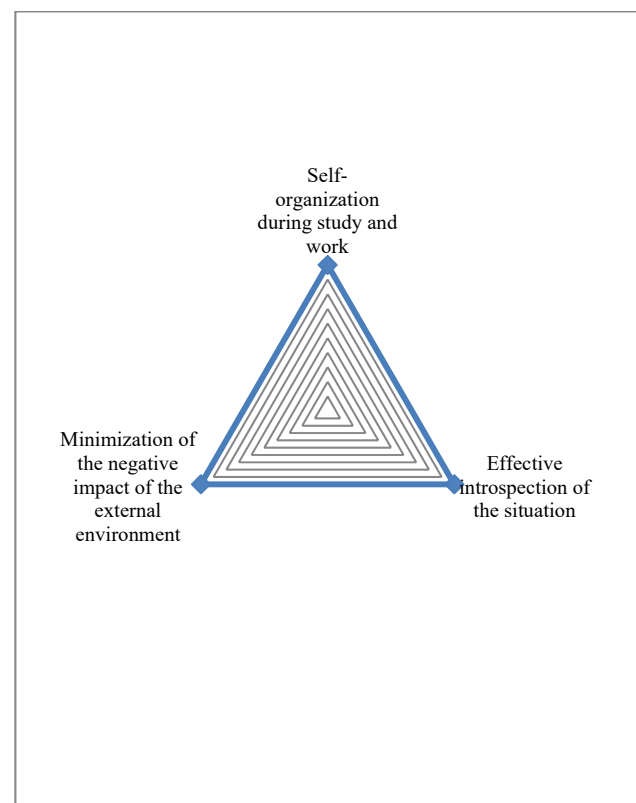 Self-
organization
during study and
work
Minimization of
the negative
impact of the
external
environment
Effective
introspection of
the situation